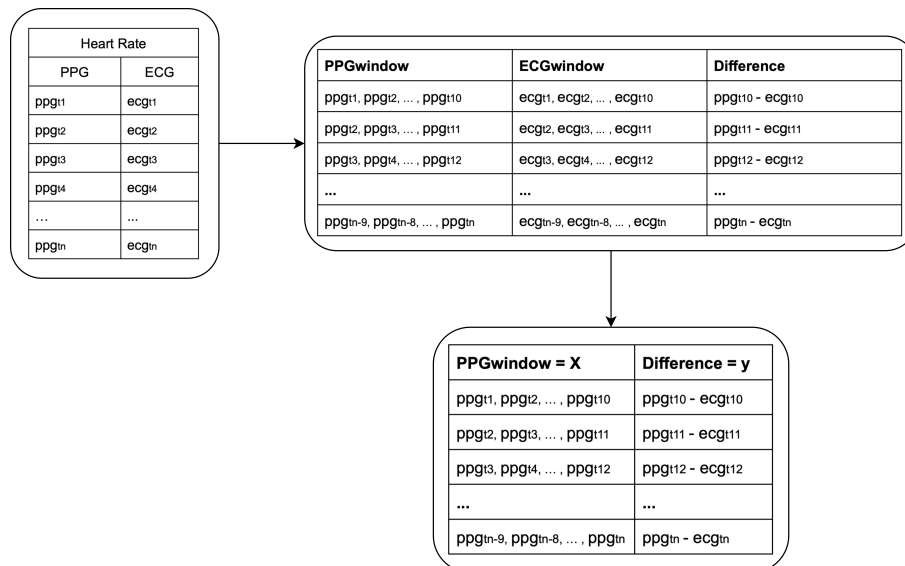 Heart Rate
PPG ECG
ppgt1 ecgt1
ppgt2 ecgt2
ppgt3 ecgt3
ppgt4 ecgt4
... ...
ppgtn ecgtn
PPGwindow ECGwindow Difference
ppgt1, ppgt2, ... , ppgt10 ecgt1, ecgt2, ... , ecgt10 ppgt10 - ecgt10
ppgt2, ppgt3, ... , ppgt11 ecgt2, ecgt3, ... , ecgt11 ppgt11 - ecgt11
ppgt3, ppgt4, ... , ppgt12 ecgt3, ecgt4, ... , ecgt12 ppgt12 - ecgt12
... ... ...
ppgtn-9, ppgtn-8, ... , ppgtn ecgtn-9, ecgtn-8, ... , ecgtn ppgtn - ecgtn
PPGwindow = X Difference = y
ppgt1, ppgt2, ... , ppgt10 ppgt10 - ecgt10
ppgt2, ppgt3, ... , ppgt11 ppgt11 - ecgt11
ppgt3, ppgt4, ... , ppgt12 ppgt12 - ecgt12
... ...
ppgtn-9, ppgtn-8, ... , ppgtn ppgtn - ecgtn